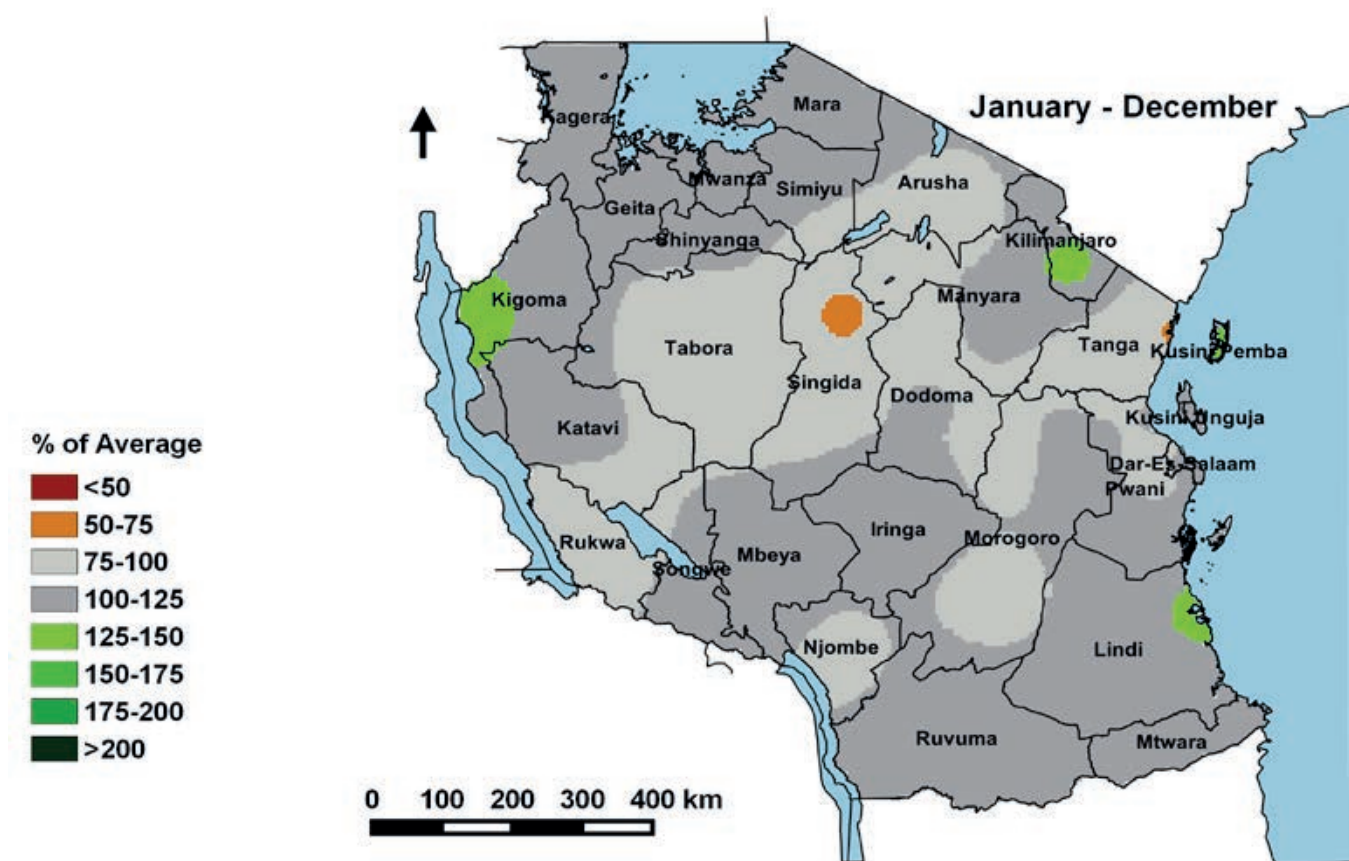 January - December
Mara
Kagera
Mwanza
Simiyu
Arusha
Geita
Shinyanga
Kilimanjaro
Kigoma
Manyara
Tabora
Tanga
Kusini Pemba
Singida
Dodoma
Katavi
Kusini Unguja
Dar-Es-Salaam
Pwani
Iringa
Morogoro
Rukwa
Mbeya
Songwe
Njombe
Lindi
Ruvuma
Mtwara
% of Average
<50
50-75
75-100
100-125
125-150
150-175
175-200
>200
0 100 200 300 400 km